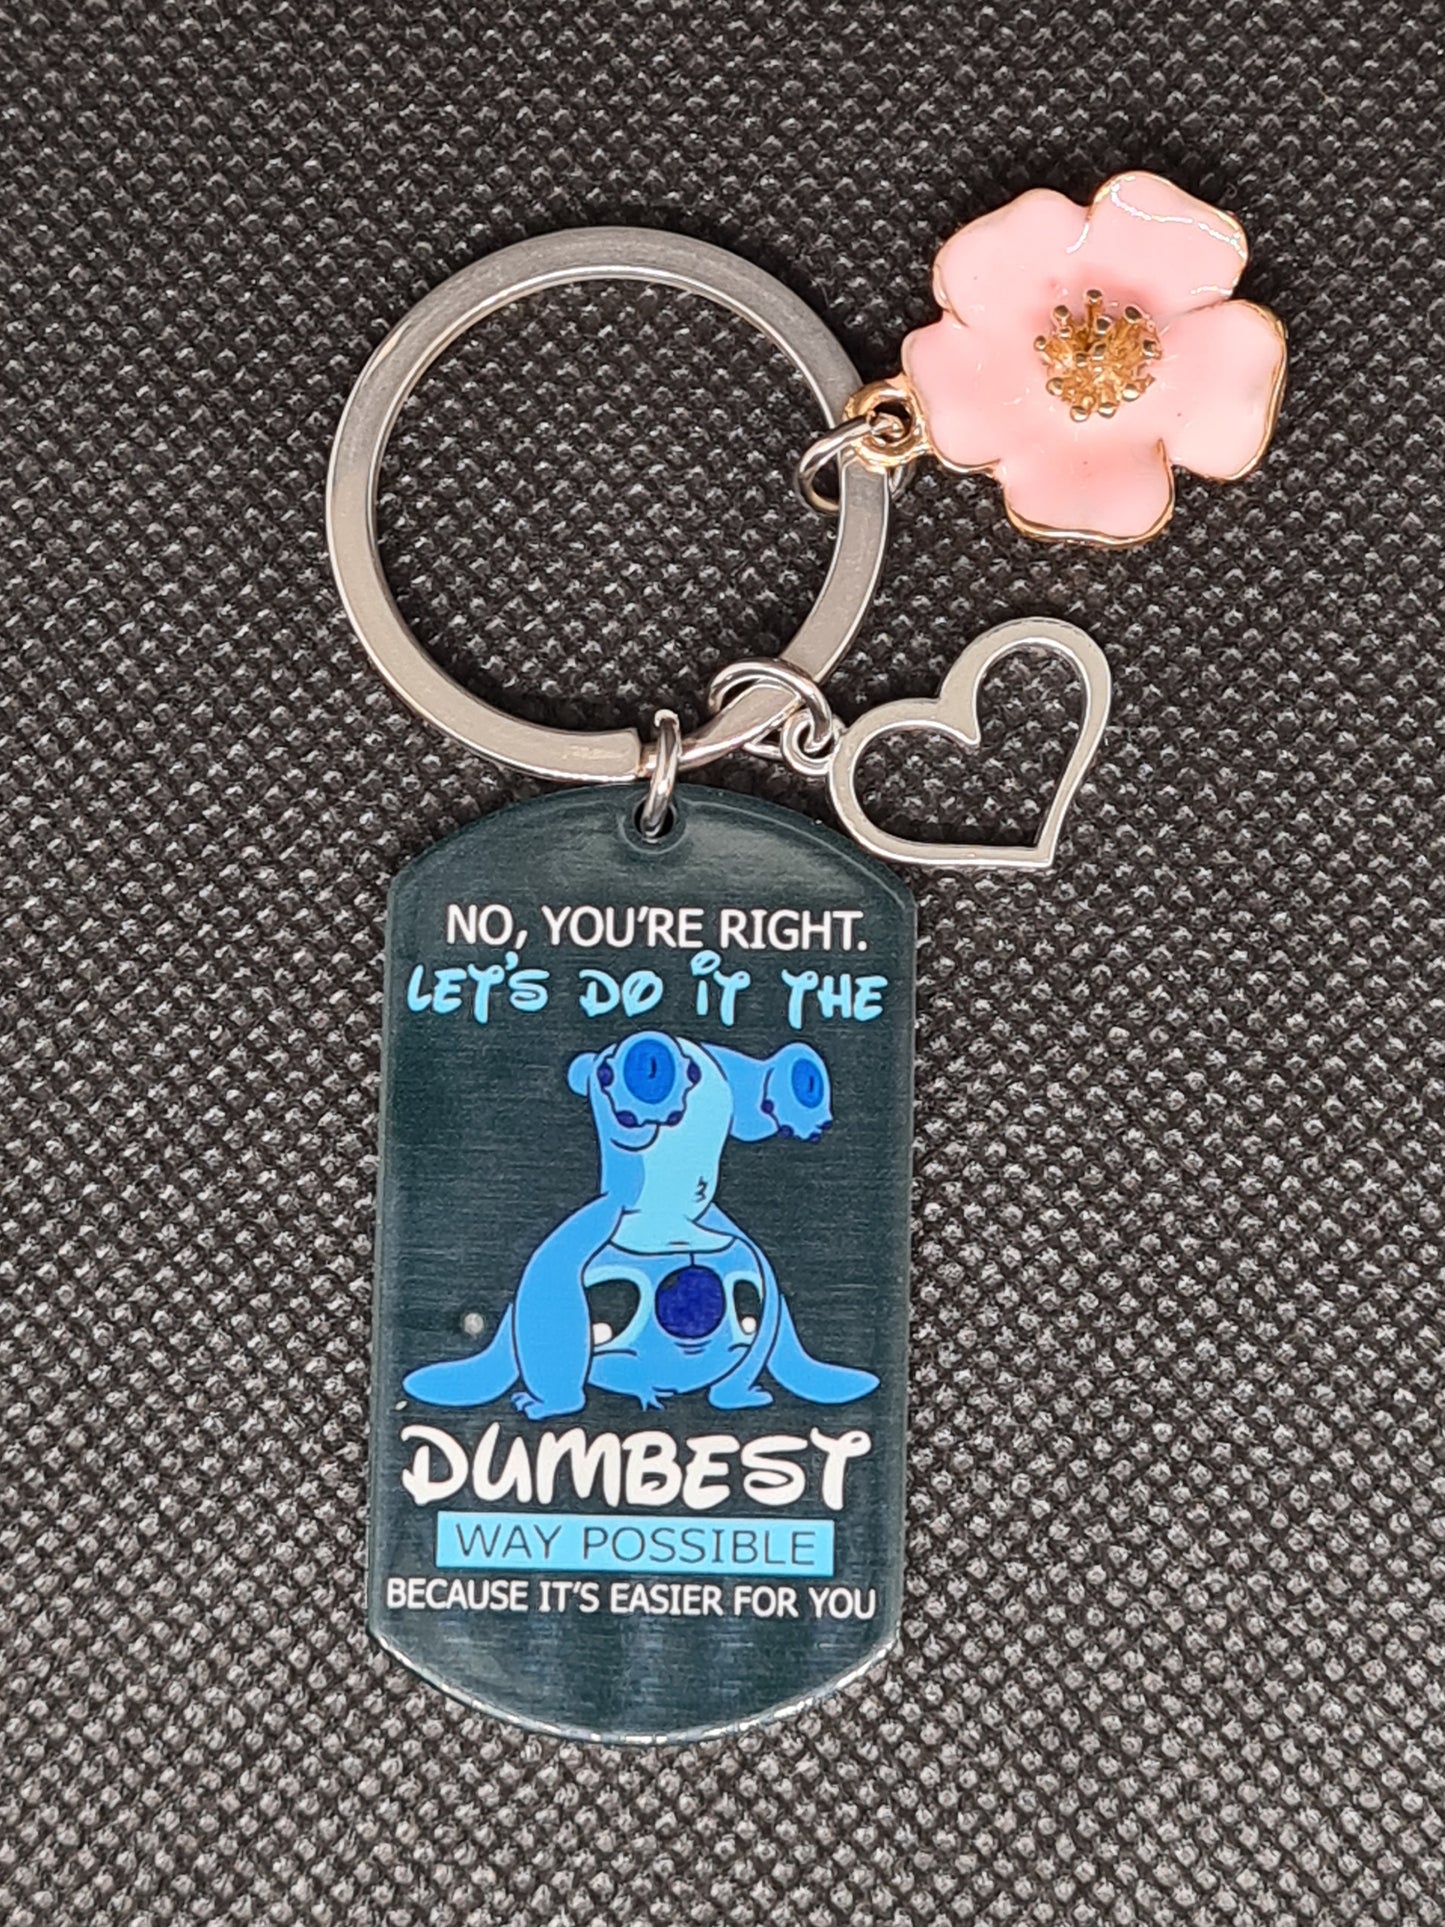 NO, YOU'RE RIGHT.
LET'S DO iT THE
DUMBEST
WAY POSSIBLE
BECAUSE IT'S EASIER FOR YOU